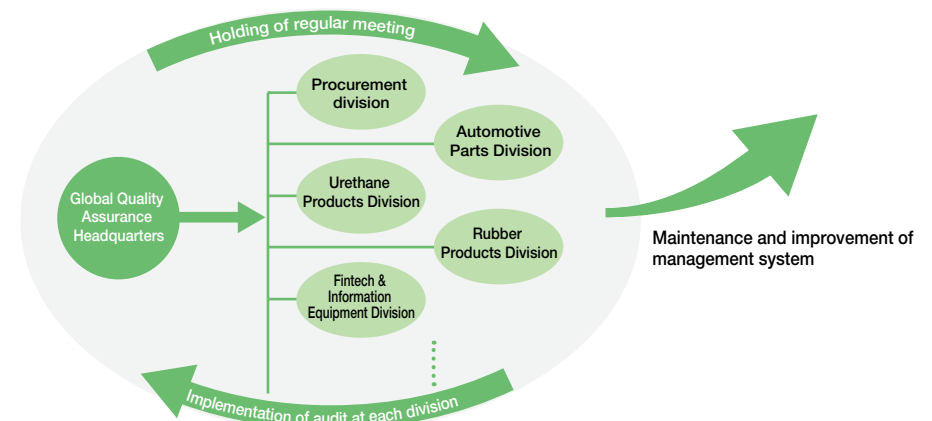 Holding of regular meeting
Procurement
division
Automotive
Parts Division
Urethane
Products Division
Global Quality
Assurance
Headquarters
Rubber
Products Division
Maintenance and improvement of
management system
Fintech &
Information
Equipment Division
Implementation of audit at each division